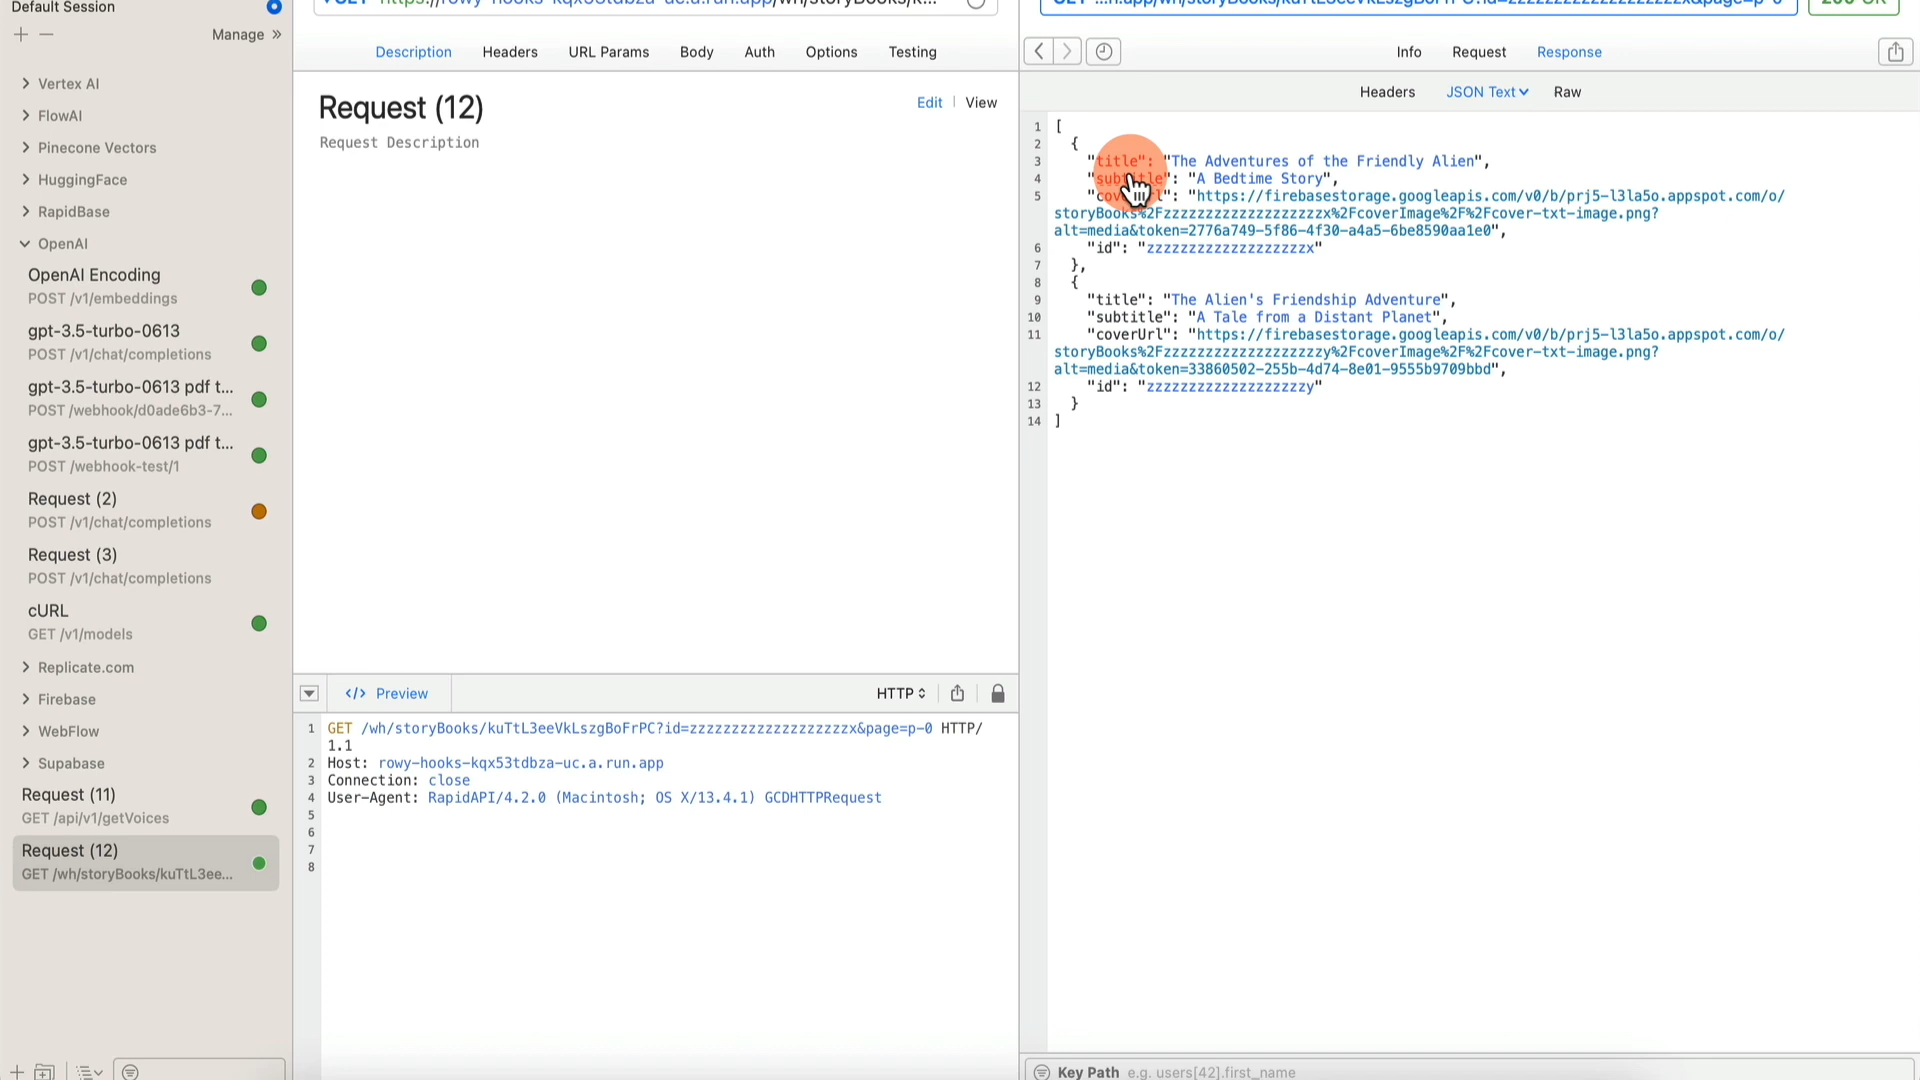 Default Session
Manage »
Vertex AI
FlowAI
Pinecone Vectors
HuggingFace
RapidBase
OpenAI
OpenAI Encoding
POST /v1/embeddings
gpt-3.5-turbo-0613
POST /v1/chat/completions
gpt-3.5-turbo-0613 pdf t...
POST /webhook/d0ade6b3-7...
gpt-3.5-turbo-0613 pdf t...
POST /webhook-test/1
Request (2)
POST /v1/chat/completions
Request (3)
POST /v1/chat/completions
cURL
GET /v1/models
Replicate.com
Firebase
WebFlow
Supabase
Request (11)
GET /api/v1/getVoices
Request (12)
GET /wh/storyBooks/kuTtL3ee...
Description Headers URL Params Body Auth Options Testing
Request (12)
Edit | View
Request Description
</> Preview
HTTP
1 GET /wh/storyBooks/kuTtL3eeVkLszgBoFrPC?id=zzzzzzzzzzzzzzzzzzzx&page=p-0 HTTP/
1.1
2 Host: rowy-hooks-kqx53tdbza-uc.a.run.app
3 Connection: close
4 User-Agent: RapidAPI/4.2.0 (Macintosh; OS X/13.4.1) GCDHTTPRequest
5
6
7
8
Info Request Response
Headers JSON Text Raw
1 [
2 {
3 "title": "The Adventures of the Friendly Alien",
4 "subtitle": "A Bedtime Story",
5 "https://firebasestorage.googleapis.com/v0/b/prj5-l3la5o.appspot.com/o/
storyBooks%2Fzzzzzzzzzzzzzzzzzzzx%2FcoverImage%2F%2Fcover-txt-image.png?
alt=media&token=2776a749-5f86-4f30-a4a5-6be8590aa1e0",
6 "id": "zzzzzzzzzzzzzzzzzzzx"
7 },
8 {
9 "title": "The Alien's Friendship Adventure",
10 "subtitle": "A Tale from a Distant Planet",
11 "coverUrl": "https://firebasestorage.googleapis.com/v0/b/prj5-l3la5o.appspot.com/o/
storyBooks%2Fzzzzzzzzzzzzzzzzzzzy%2FcoverImage%2F%2Fcover-txt-image.png?
alt=media&token=33860502-255b-4d74-8e01-9555b9709bbd",
12 "id": "zzzzzzzzzzzzzzzzzzzy"
13 }
14 ]
Key Path e.g. users[42].first_name